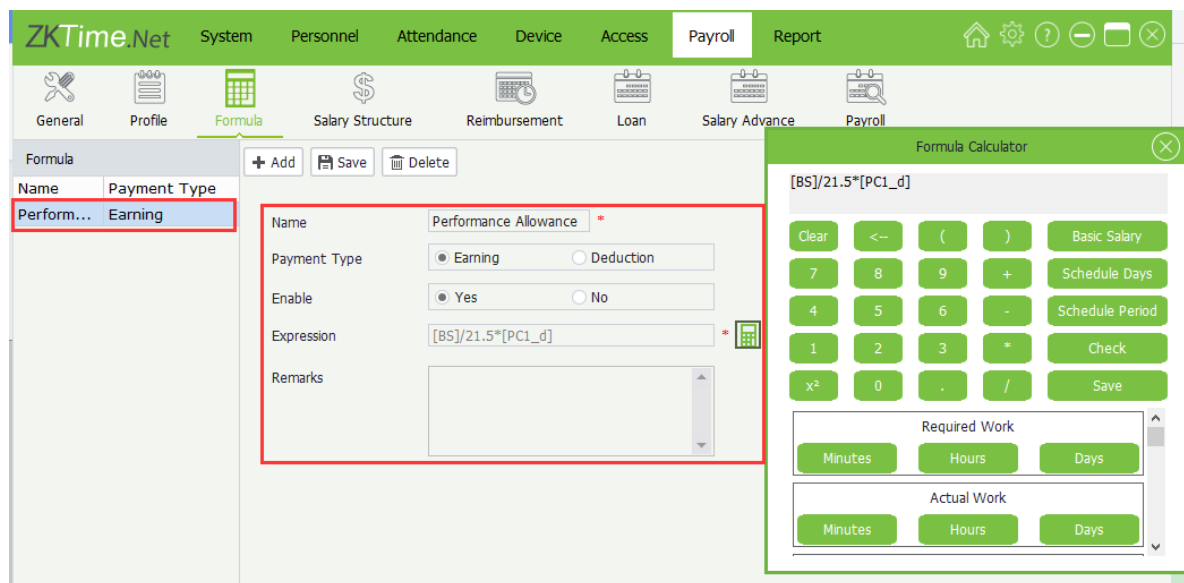 ZKTime.Net System Personnel Attendance Device Access Payroll Report
General Profile Formula Salary Structure Reimbursement Loan Salary Advance Payroll
Formula
Name Payment Type
Perform... Earning
Add Save Delete
Name Performance Allowance *
Payment Type Earning Deduction
Enable Yes No
Expression [BS]/21.5*[PC1_d] *
Remarks
Formula Calculator
[BS]/21.5*[PC1_d]
Clear <-- ( ) Basic Salary
7 8 9 + Schedule Days
4 5 6 - Schedule Period
1 2 3 * Check
x² 0 . / Save
Required Work
Minutes Hours Days
Actual Work
Minutes Hours Days